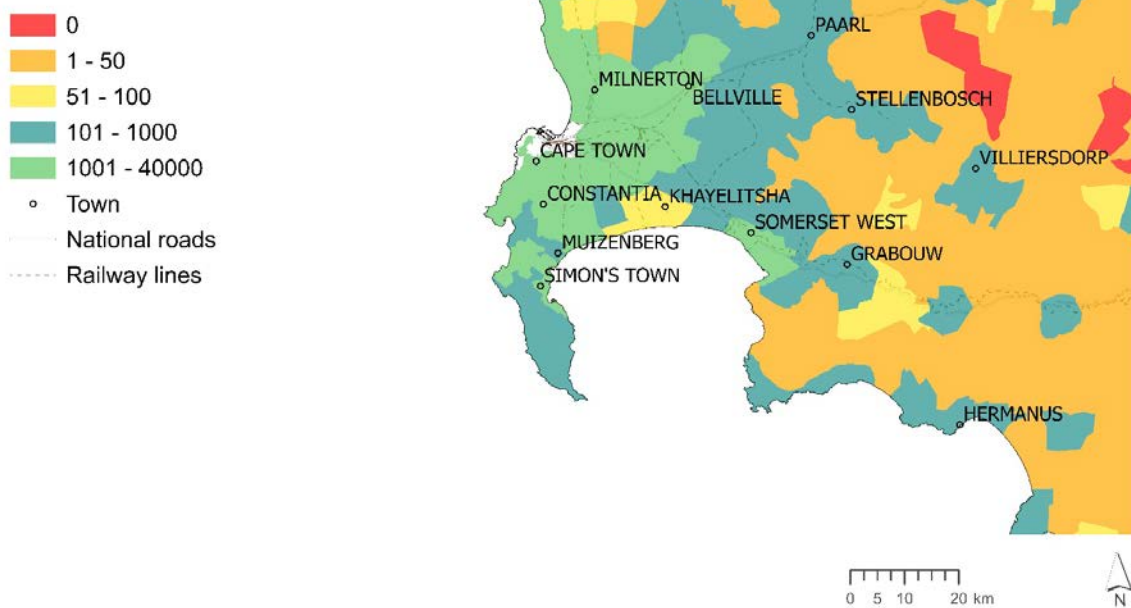 0
1 - 50
51 - 100
101 - 1000
1001 - 40000
Town
National roads
Railway lines
PAARL
MILNERTON
BELLVILLE
STELLENBOSCH
CAPE TOWN
VILLIERSDORP
CONSTANTIA
KHAYELITSHA
SOMERSET WEST
MUIZENBERG
GRABOUW
SIMON'S TOWN
HERMANUS
0 5 10 20 km
N